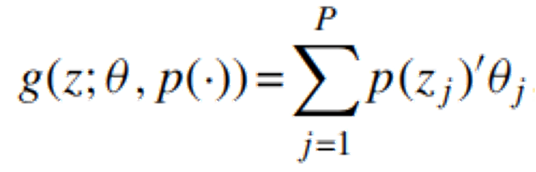 g(z; θ, p(·)) = ∑_{j=1}^{P} p(z_j)′θ_j